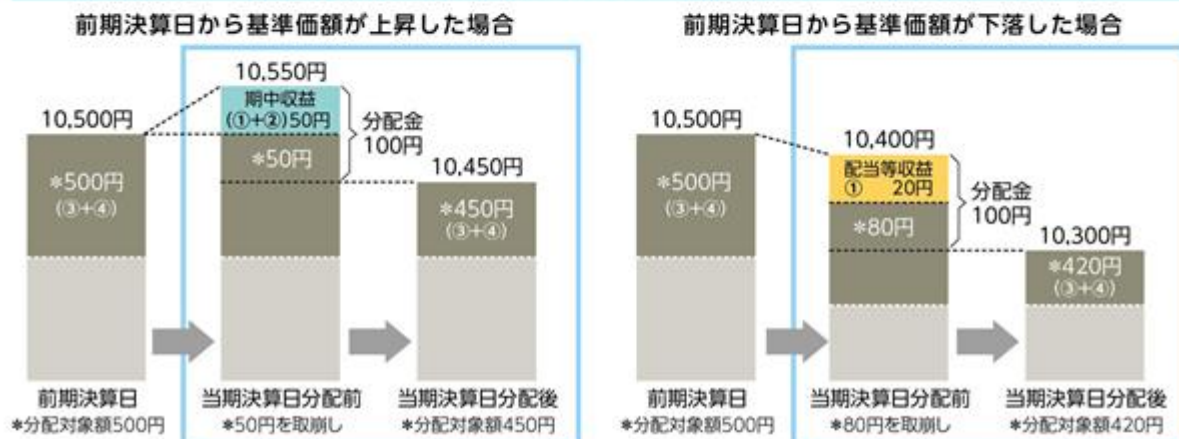 前期決算日から基準価額が上昇した場合
10,550円
期中収益
(①+②)50円
10,500円
分配金
100円
*50円
10,450円
*500円
(③+④)
*450円
(③+④)
前期決算日
*分配対象額500円
当期決算日分配前
*50円を取崩し
当期決算日分配後
*分配対象額450円
前期決算日から基準価額が下落した場合
10,500円
10,400円
配当等収益
① 20円
分配金
100円
*500円
(③+④)
*80円
10,300円
*420円
(③+④)
前期決算日
*分配対象額500円
当期決算日分配前
*80円を取崩し
当期決算日分配後
*分配対象額420円